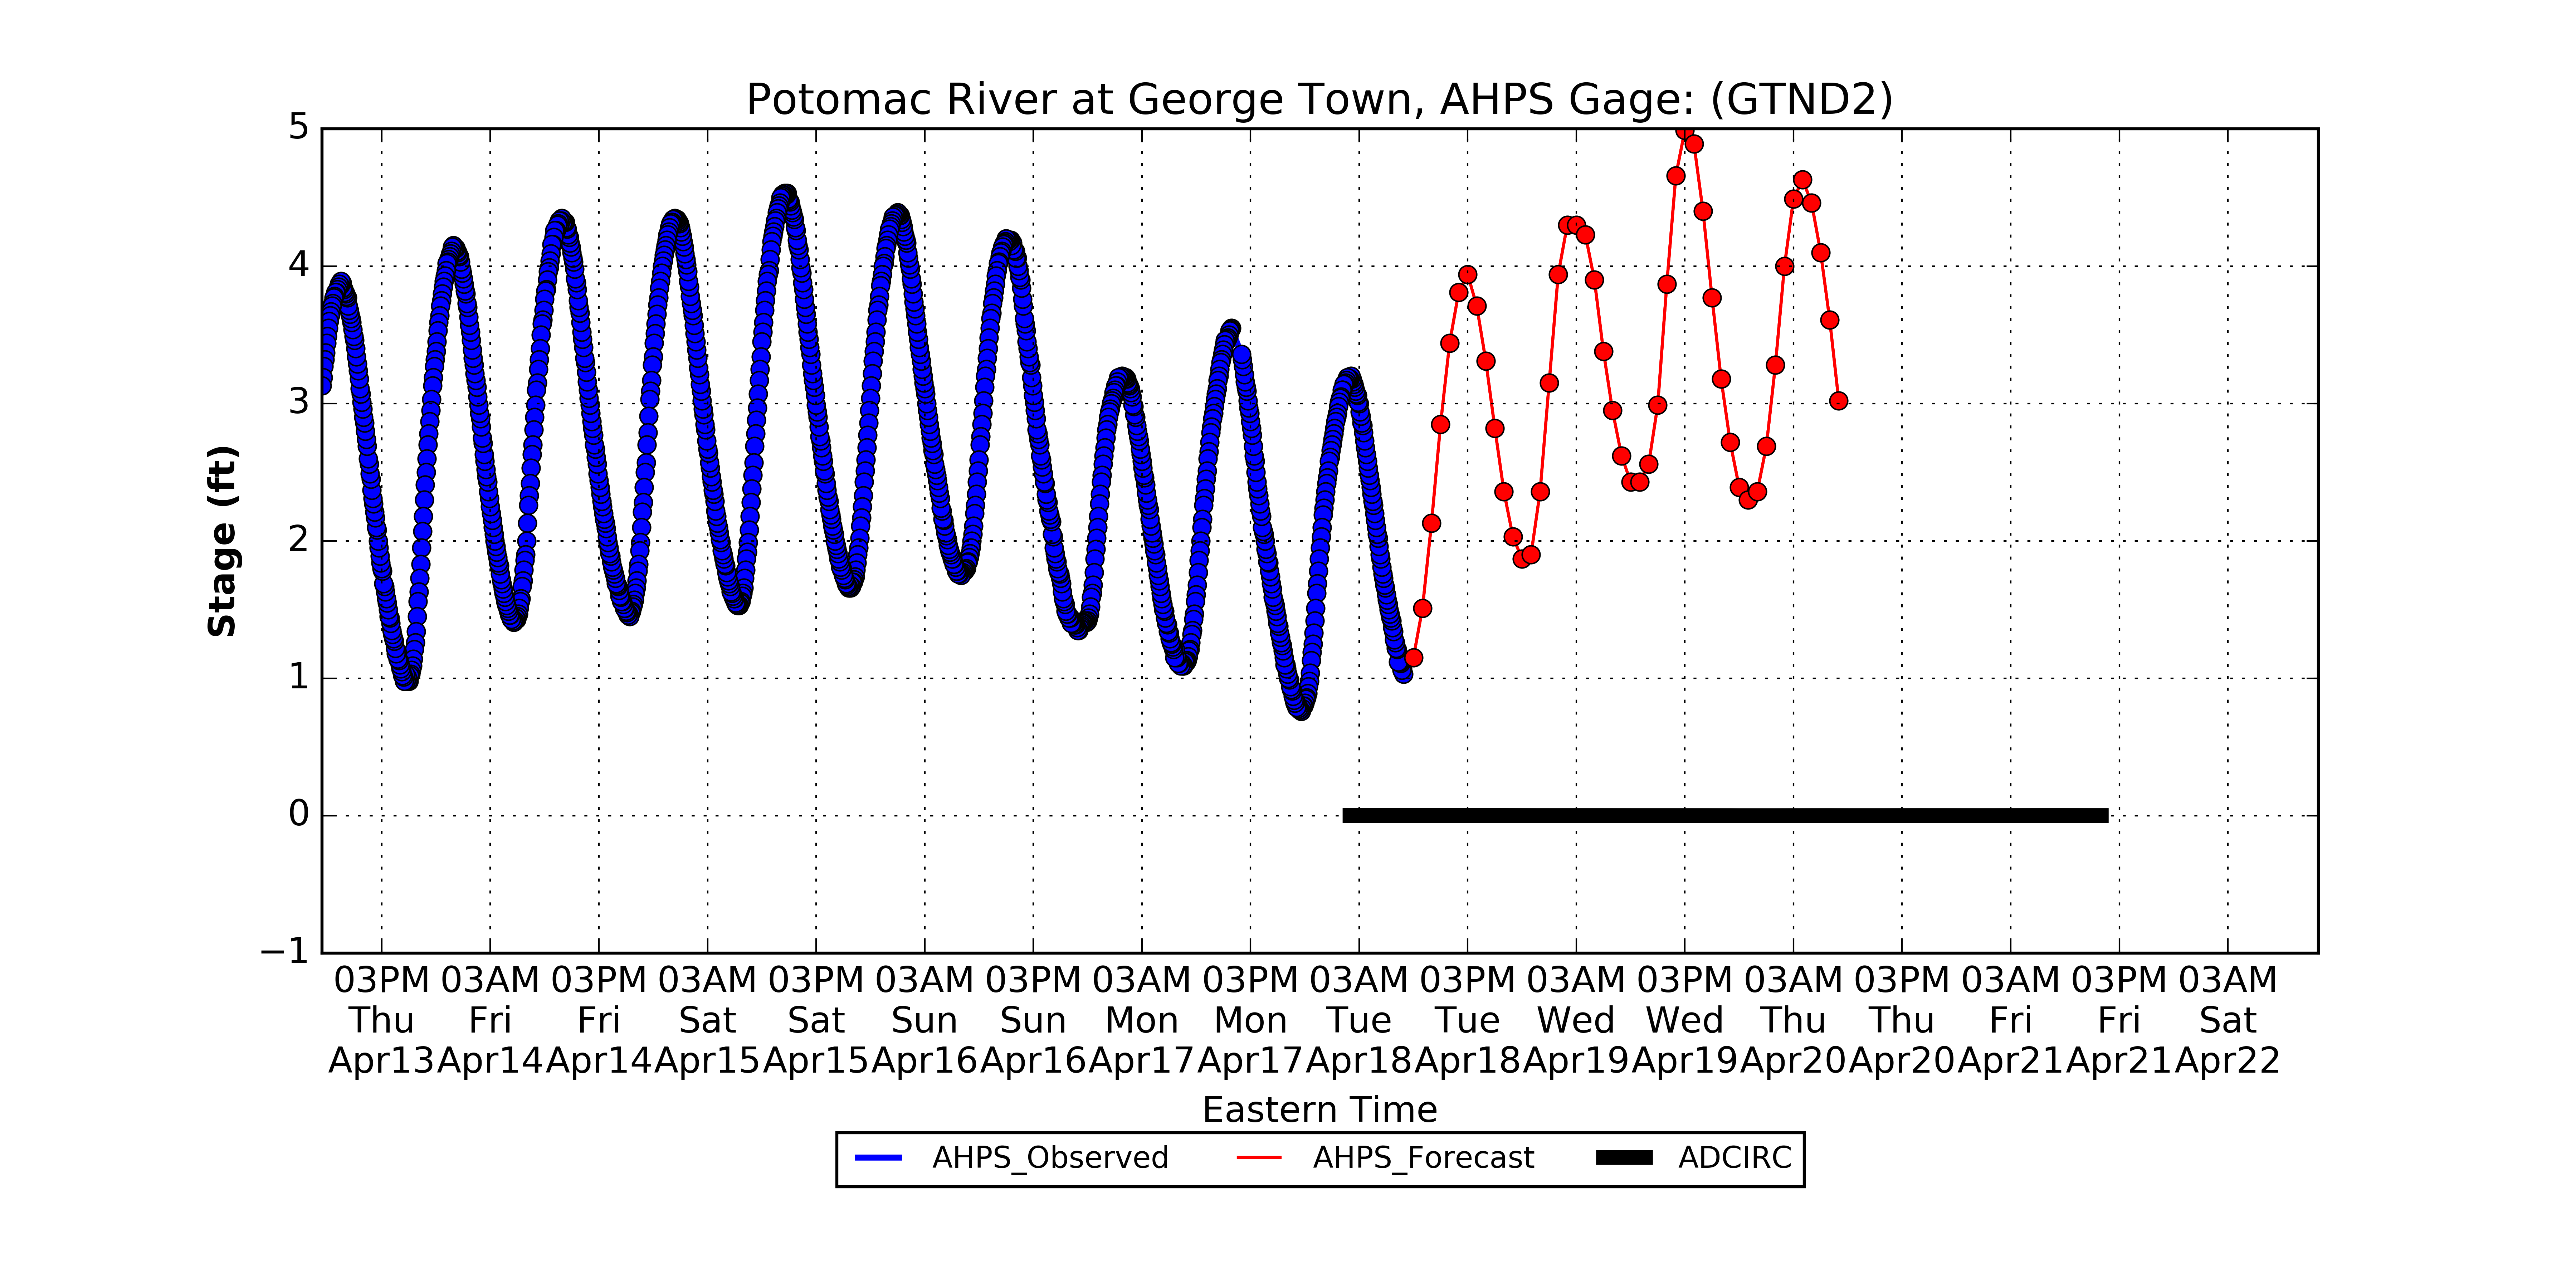 Potomac River at George Town, AHPS Gage: (GTND2)
5
4
3
2
1
0
−1
Stage (ft)
03PM 03AM 03PM 03AM 03PM 03AM 03PM 03AM 03PM 03AM 03PM 03AM 03PM 03AM 03PM 03AM 03PM 03AM
Thu Fri Fri Sat Sat Sun Sun Mon Mon Tue Tue Wed Wed Thu Thu Fri Fri Sat
Apr13 Apr14 Apr14 Apr15 Apr15 Apr16 Apr16 Apr17 Apr17 Apr18 Apr18 Apr19 Apr19 Apr20 Apr20 Apr21 Apr21 Apr22
Eastern Time
AHPS_Observed AHPS_Forecast ADCIRC